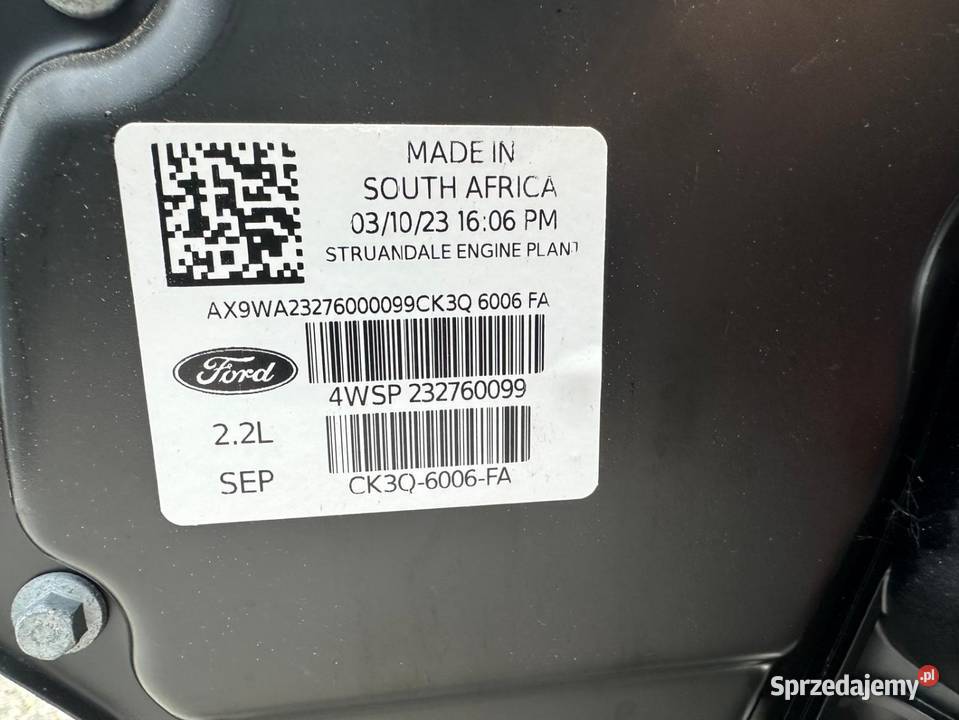 MADE IN
SOUTH AFRICA
03/10/23 16:06 PM
STRUANDALE ENGINE PLANT
AX9WA23276000099CK3Q 6006 FA
Ford
4WSP 232760099
2.2L
SEP
CK3Q-6006-FA
Sprzedajemy.pl